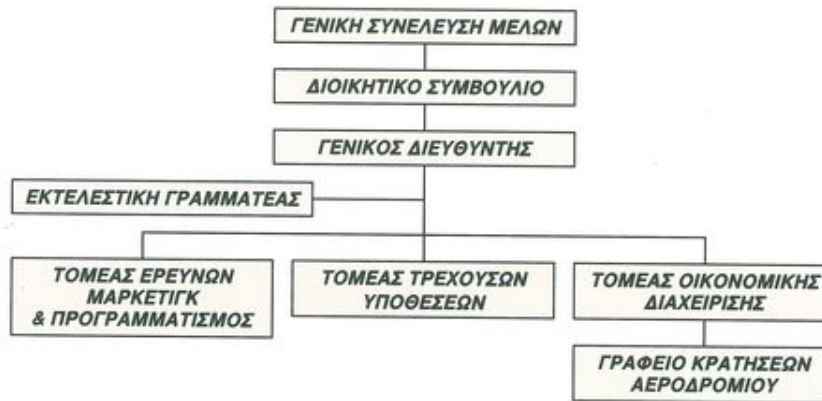 ΓΕΝΙΚΗ ΣΥΝΕΛΕΥΣΗ ΜΕΛΩΝ
ΔΙΟΙΚΗΤΙΚΟ ΣΥΜΒΟΥΛΙΟ
ΓΕΝΙΚΟΣ ΔΙΕΥΘΥΝΤΗΣ
ΕΚΤΕΛΕΣΤΙΚΗ ΓΡΑΜΜΑΤΕΑΣ
ΤΟΜΕΑΣ ΕΡΕΥΝΩΝ
ΜΑΡΚΕΤΙΓΚ
& ΠΡΟΓΡΑΜΜΑΤΙΣΜΟΣ
ΤΟΜΕΑΣ ΤΡΕΧΟΥΣΩΝ
ΥΠΟΘΕΣΕΩΝ
ΤΟΜΕΑΣ ΟΙΚΟΝΟΜΙΚΗΣ
ΔΙΑΧΕΙΡΙΣΗΣ
ΓΡΑΦΕΙΟ ΚΡΑΤΗΣΕΩΝ
ΑΕΡΟΔΡΟΜΙΟΥ